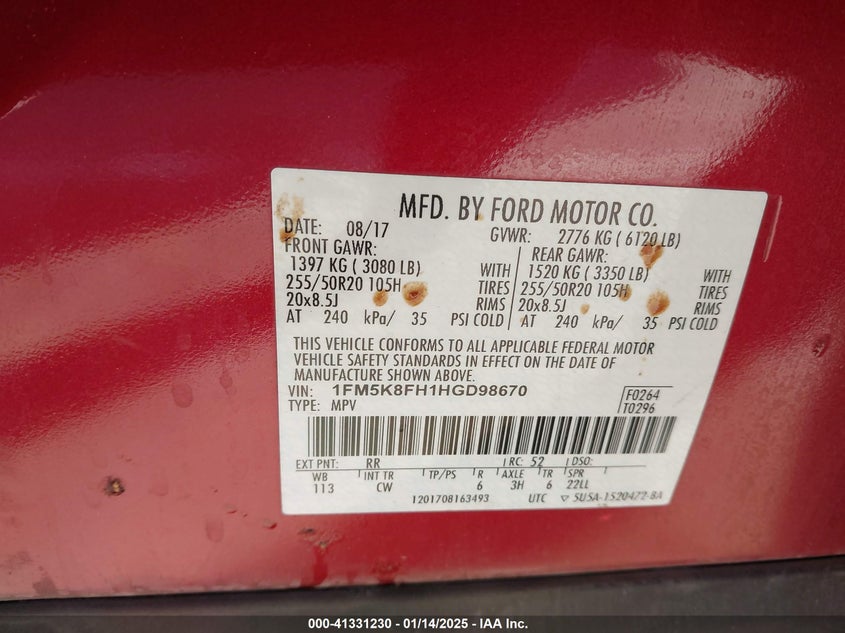 MFD. BY FORD MOTOR CO.
DATE: 08/17 GVWR: 2776 KG ( 6120 LB)
FRONT GAWR: REAR GAWR:
1397 KG ( 3080 LB) WITH 1520 KG ( 3350 LB) WITH
255/50R20 105H TIRES 255/50R20 105H TIRES
20x8.5J RIMS 20x8.5J RIMS
AT 240 kPa/ 35 PSI COLD AT 240 kPa/ 35 PSI COLD
THIS VEHICLE CONFORMS TO ALL APPLICABLE FEDERAL MOTOR
VEHICLE SAFETY STANDARDS IN EFFECT ON THE DATE OF
MANUFACTURE SHOWN ABOVE.
VIN: 1FM5K8FH1HGD98670 F0264
TYPE: MPV T0296
EXT PNT: RR RC: 52 DSO:
WB INT TR TP/PS R AXLE TR SPR
113 CW 6 3H 6 22LL
1201708163493 UTC ▽ 5U5A-1520472-BA
000-41331230 — 01/14/2025 — IAA Inc.